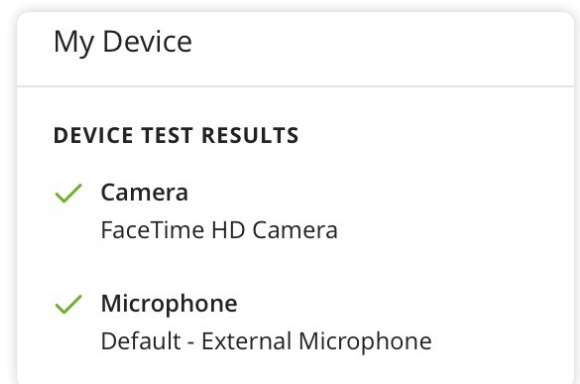 My Device
DEVICE TEST RESULTS
Camera
FaceTime HD Camera
Microphone
Default - External Microphone